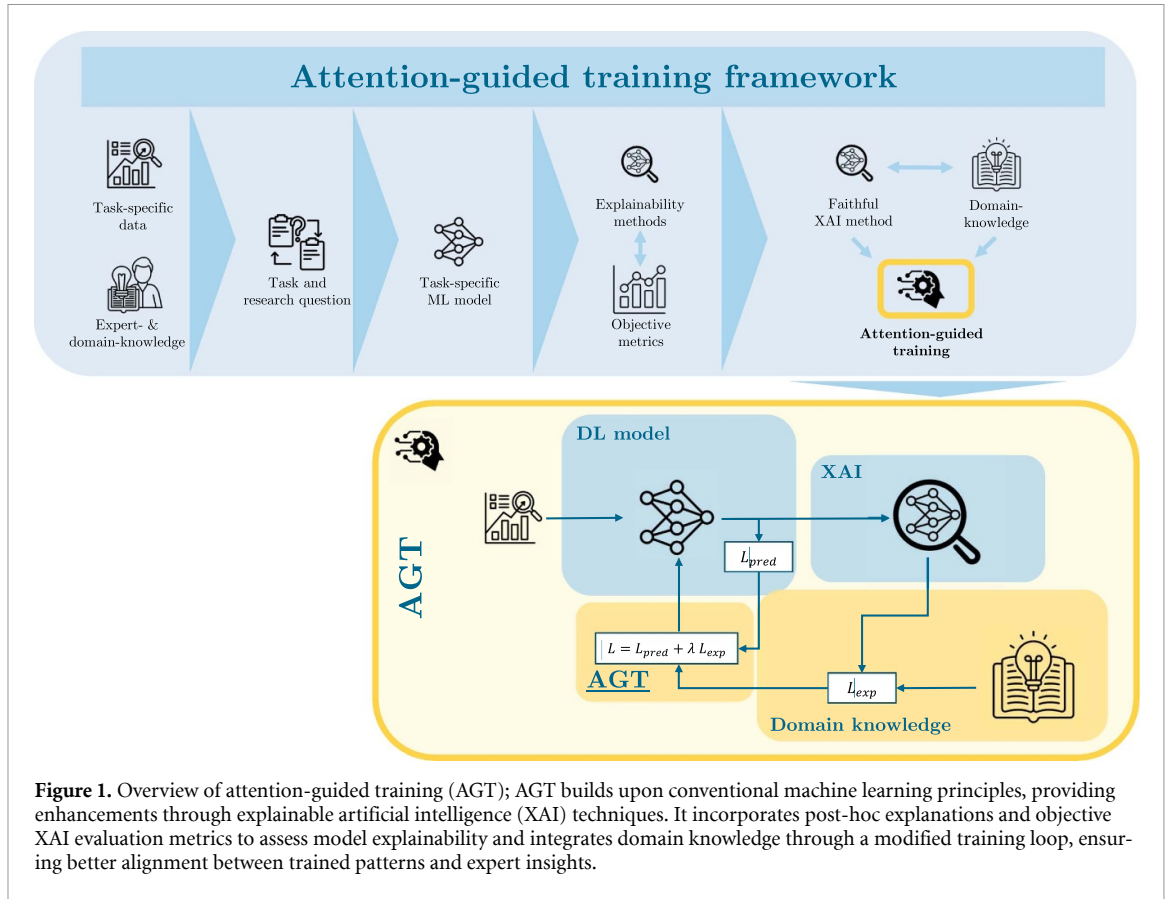 Attention-guided training framework
Task-specific
data
Expert- &
domain-knowledge
Task and
research question
Task-specific
ML model
Explainability
methods
Objective
metrics
Faithful
XAI method
Domain-
knowledge
Attention-guided
training
AGT
DL model
XAI
L_pred
L = L_pred + λ L_exp
AGT
L_exp
Domain knowledge
Figure 1. Overview of attention-guided training (AGT); AGT builds upon conventional machine learning principles, providing
enhancements through explainable artificial intelligence (XAI) techniques. It incorporates post-hoc explanations and objective
XAI evaluation metrics to assess model explainability and integrates domain knowledge through a modified training loop, ensur-
ing better alignment between trained patterns and expert insights.